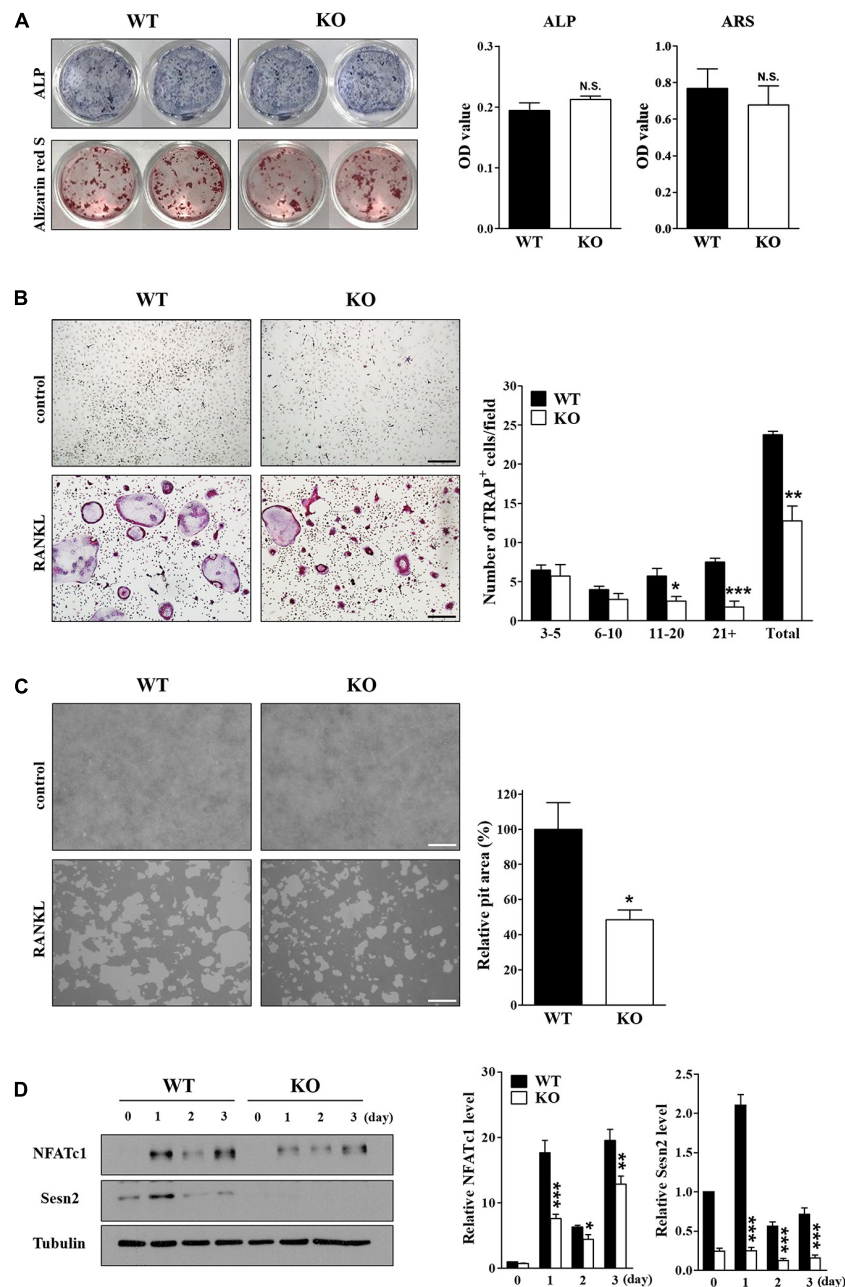 A
WT KO
ALP
Alizarin red S
ALP
OD value
0.3
0.2
0.1
0.0
N.S.
WT KO
ARS
OD value
1.0
0.8
0.6
0.4
0.2
0.0
N.S.
WT KO
B
WT KO
control
RANKL
Number of TRAP+ cells/field
30
25
20
15
10
5
0
WT
KO
*
***
**
3-5 6-10 11-20 21+ Total
C
WT KO
control
RANKL
Relative pit area (%)
120
100
80
60
40
20
0
*
WT KO
D
WT KO
0 1 2 3 0 1 2 3 (day)
NFATc1
Sesn2
Tubulin
Relative NFATc1 level
30
20
10
0
WT
KO
***
*
**
0 1 2 3 (day)
Relative Sesn2 level
2.5
2.0
1.5
1.0
0.5
0.0
***
***
***
0 1 2 3 (day)